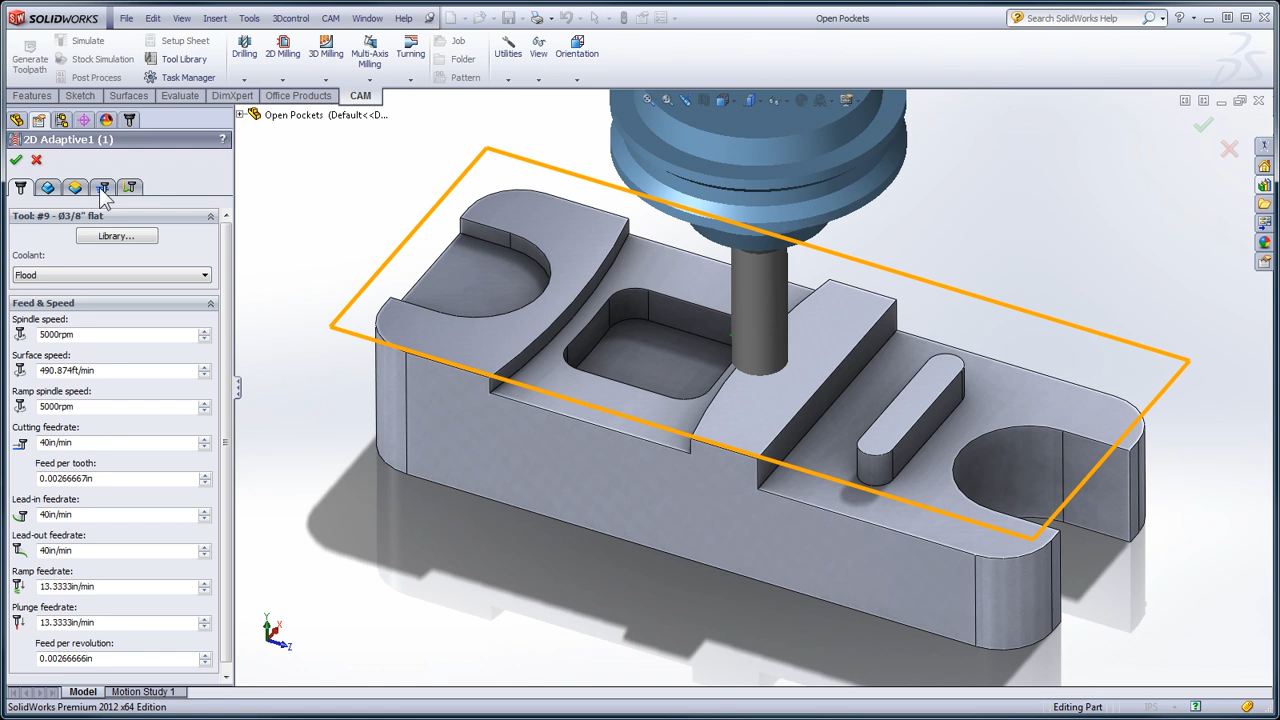 SOLIDWORKS File Edit View Insert Tools 3Dcontrol CAM Window Help Open Pockets Search SolidWorks Help
Generate Toolpath
Simulate
Stock Simulation
Post Process
Setup Sheet
Tool Library
Task Manager
Drilling
2D Milling
3D Milling
Multi-Axis Milling
Turning
Job
Folder
Pattern
Utilities
View
Orientation
Features Sketch Surfaces Evaluate DimXpert Office Products CAM
Open Pockets (Default<<D...
2D Adaptive1 (1) ?
Tool: #9 - Ø3/8" flat
Library...
Coolant:
Flood
Feed & Speed
Spindle speed:
5000rpm
Surface speed:
490.874ft/min
Ramp spindle speed:
5000rpm
Cutting feedrate:
40in/min
Feed per tooth:
0.00266667in
Lead-in feedrate:
40in/min
Lead-out feedrate:
40in/min
Ramp feedrate:
13.3333in/min
Plunge feedrate:
13.3333in/min
Feed per revolution:
0.00266666in
Y
X
Z
Model Motion Study 1
SolidWorks Premium 2012 x64 Edition Editing Part IPS